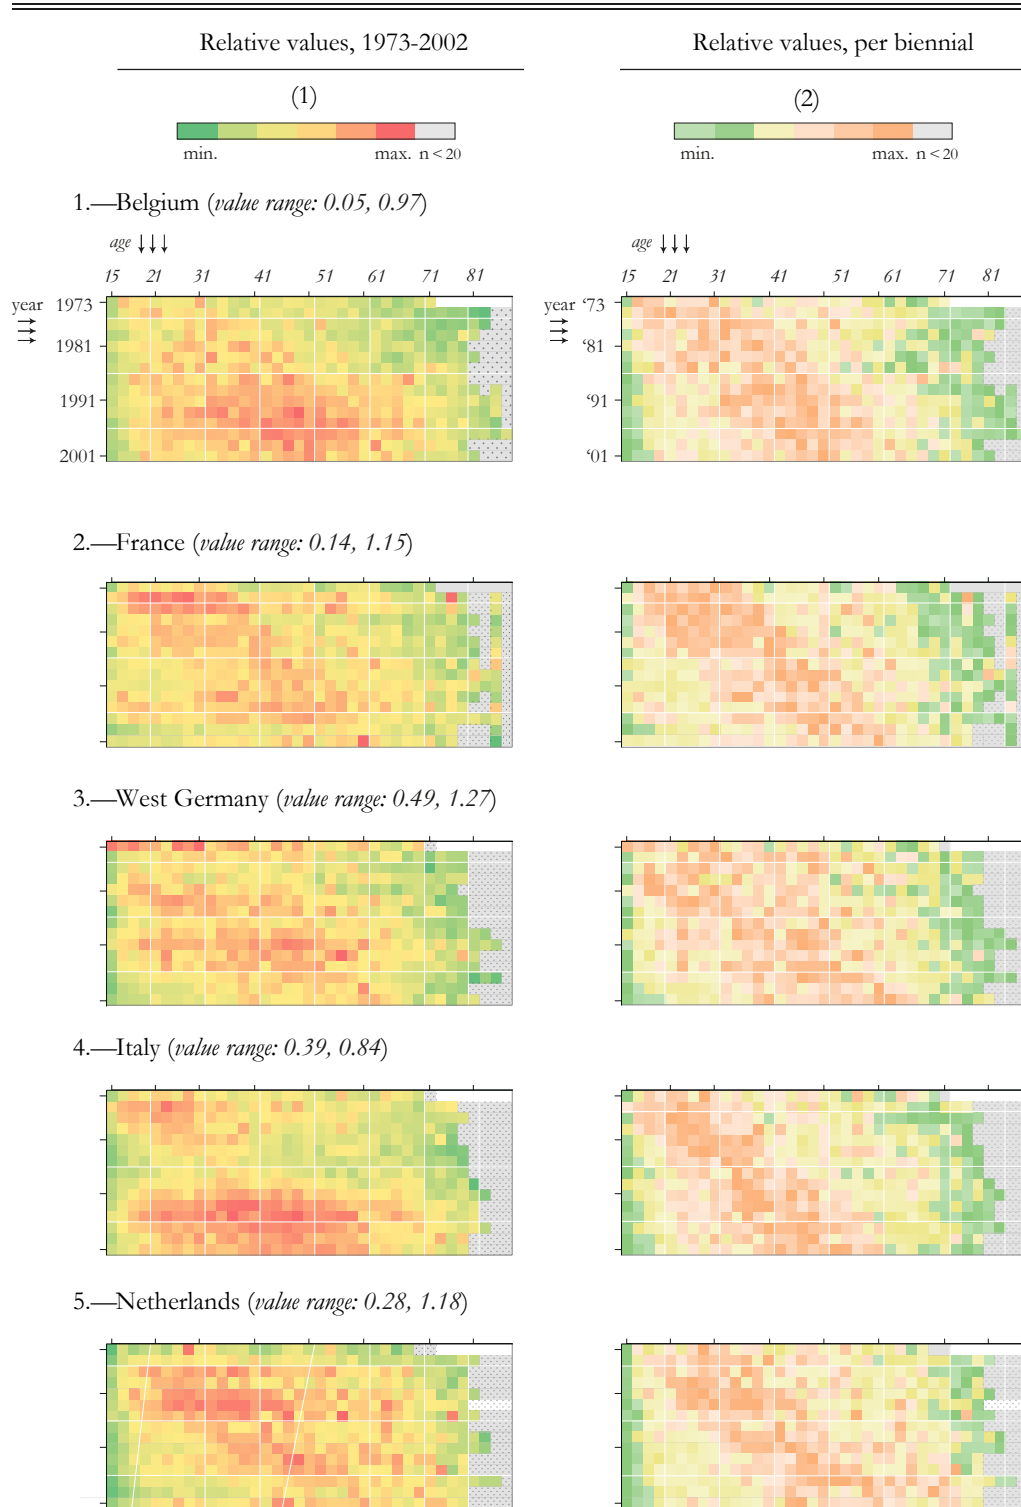 Relative values, 1973-2002
Relative values, per biennial
(1)
(2)
min. max. n < 20
min. max. n < 20
1.—Belgium (value range: 0.05, 0.97)
age
age
15 21 31 41 51 61 71 81
15 21 31 41 51 61 71 81
year 1973
year ‘73
1981
‘81
1991
‘91
2001
‘01
2.—France (value range: 0.14, 1.15)
3.—West Germany (value range: 0.49, 1.27)
4.—Italy (value range: 0.39, 0.84)
5.—Netherlands (value range: 0.28, 1.18)